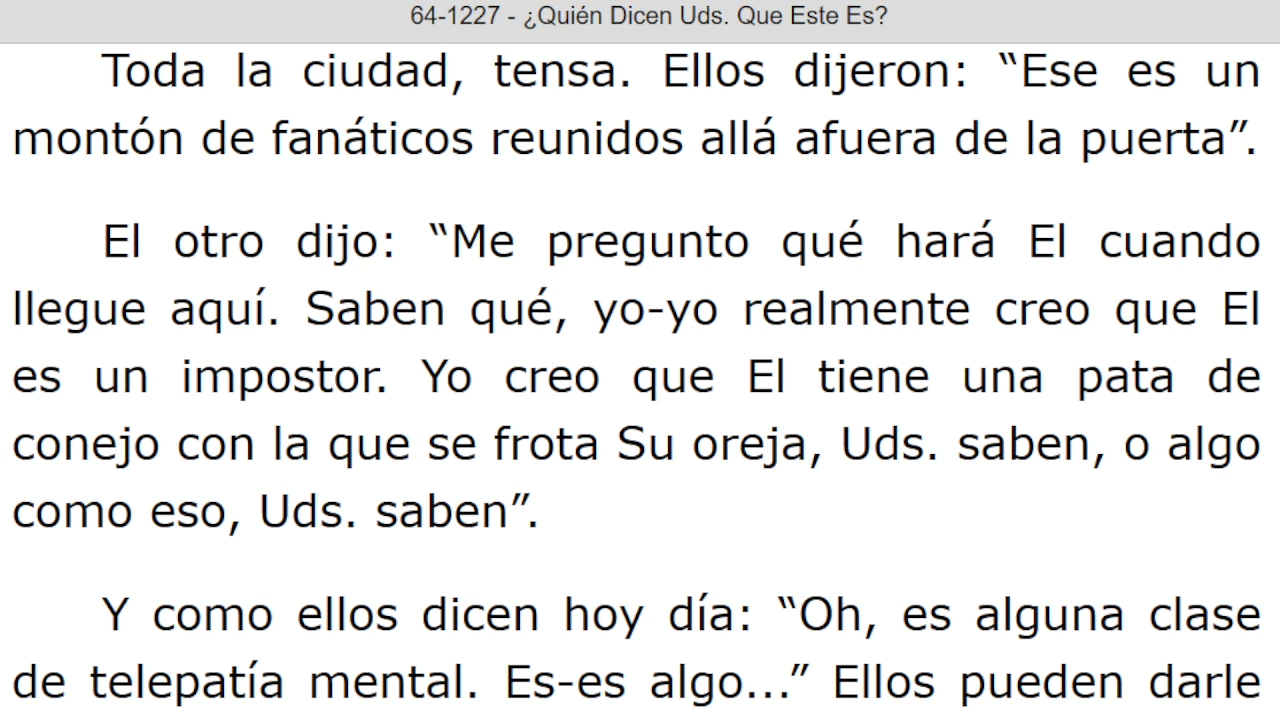 64-1227 - ¿Quién Dicen Uds. Que Este Es?
Toda la ciudad, tensa. Ellos dijeron: “Ese es un
montón de fanáticos reunidos allá afuera de la puerta”.
El otro dijo: “Me pregunto qué hará El cuando
llegue aquí. Saben qué, yo-yo realmente creo que El
es un impostor. Yo creo que El tiene una pata de
conejo con la que se frota Su oreja, Uds. saben, o algo
como eso, Uds. saben”.
Y como ellos dicen hoy día: “Oh, es alguna clase
de telepatía mental. Es-es algo...” Ellos pueden darle